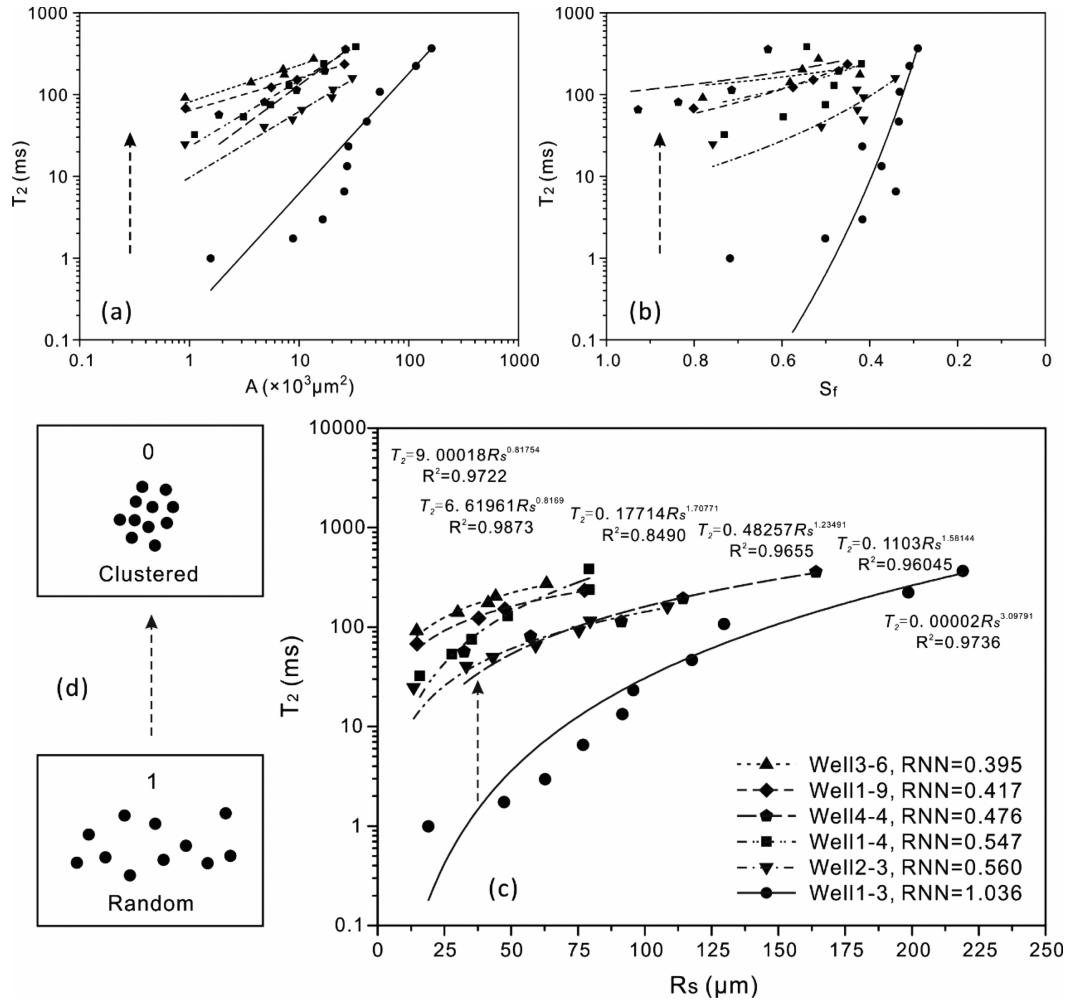 1000
100
10
1
0.1
T2 (ms)
(a)
1
10
100
1000
A (×10³µm²)
1000
100
10
1
0.1
T2 (ms)
(b)
1.0
0.8
0.6
0.4
0.2
0
Sf
0
Clustered
(d)
1
Random
10000
1000
100
10
1
0.1
T2 (ms)
T2=9.00018Rs^0.81754
R²=0.9722
T2=6.61961Rs^0.8169
R²=0.9873
T2=0.17714Rs^1.70771
R²=0.8490
T2=0.48257Rs^1.23491
R²=0.9655
T2=0.1103Rs^1.58144
R²=0.96045
T2=0.00002Rs^3.09791
R²=0.9736
Well3-6, RNN=0.395
Well1-9, RNN=0.417
Well4-4, RNN=0.476
Well1-4, RNN=0.547
Well2-3, RNN=0.560
Well1-3, RNN=1.036
(c)
0
25
50
75
100
125
150
175
200
225
250
Rs (µm)